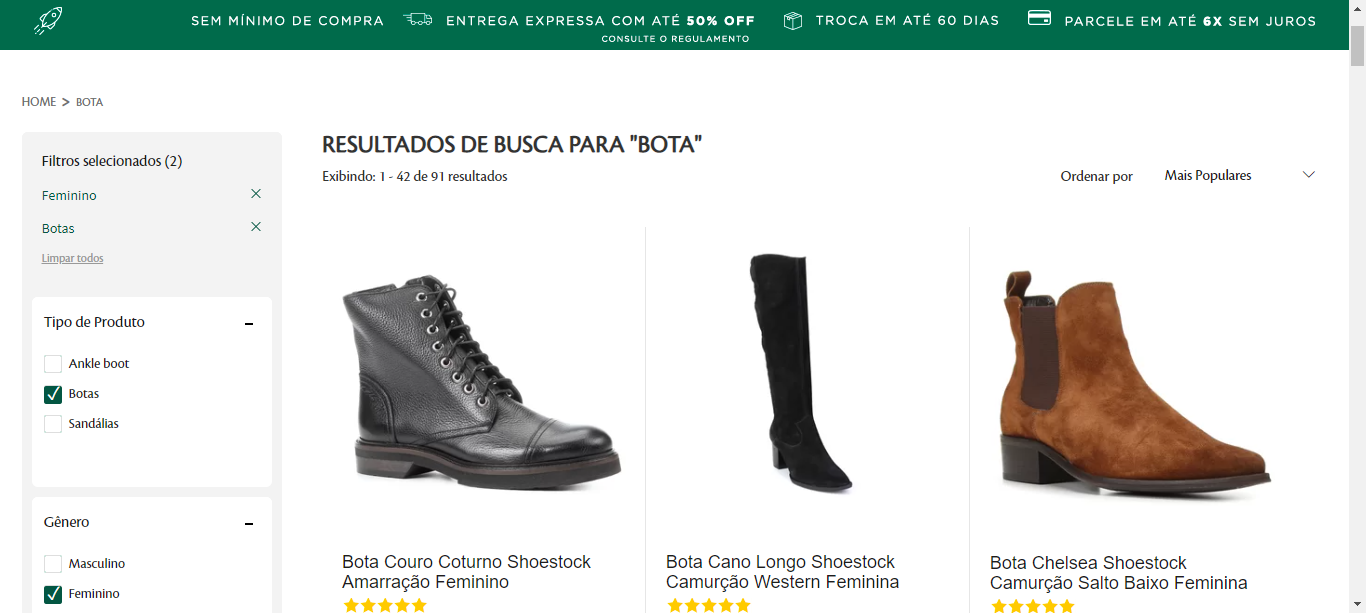 SEM MÍNIMO DE COMPRA
ENTREGA EXPRESSA COM ATÉ 50% OFF
CONSULTE O REGULAMENTO
TROCA EM ATÉ 60 DIAS
PARCELE EM ATÉ 6X SEM JUROS
HOME > BOTA
Filtros selecionados (2)
Feminino
Botas
Limpar todos
Tipo de Produto
Ankle boot
Botas
Sandálias
Gênero
Masculino
Feminino
RESULTADOS DE BUSCA PARA "BOTA"
Exibindo: 1 - 42 de 91 resultados
Ordenar por
Mais Populares
Bota Couro Coturno Shoestock
Amarração Feminino
Bota Cano Longo Shoestock
Camurção Western Feminina
Bota Chelsea Shoestock
Camurção Salto Baixo Feminina